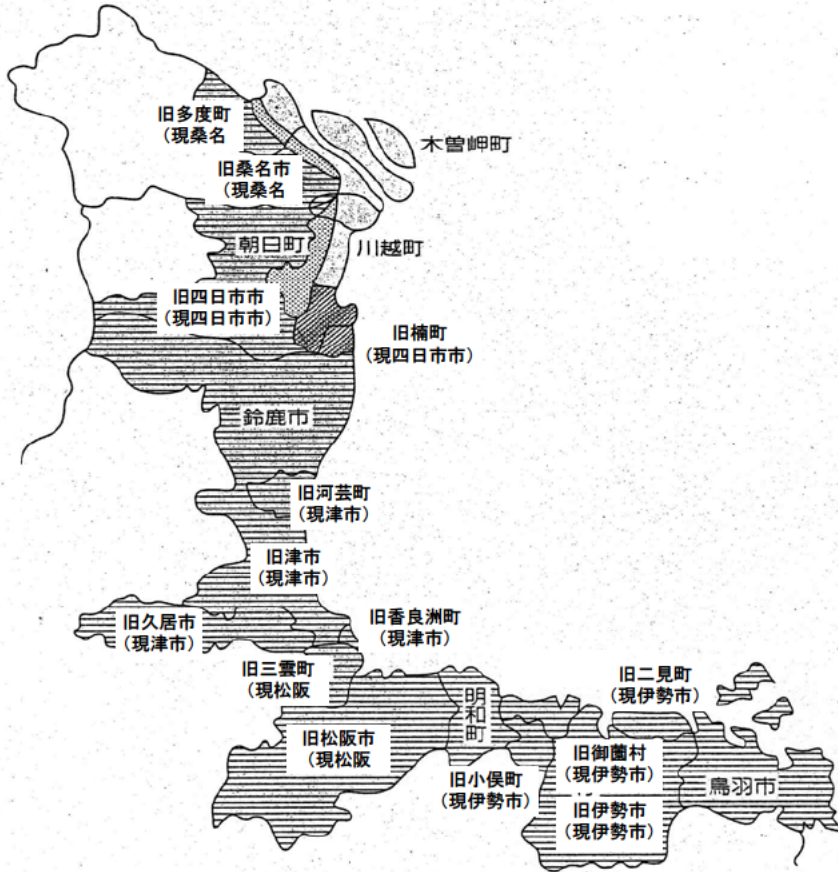 旧多度町
(現桑名
木曽岬町
旧桑名市
(現桑名
朝日町
川越町
旧四日市市
(現四日市市)
旧楠町
(現四日市市)
鈴鹿市
旧河芸町
(現津市)
旧津市
(現津市)
旧久居市
(現津市)
旧香良洲町
(現津市)
旧三雲町
(現松阪
旧二見町
(現伊勢市)
明和町
旧松阪市
(現松阪
旧御薗村
(現伊勢市)
旧小俣町
(現伊勢市)
鳥羽市
旧伊勢市
(現伊勢市)